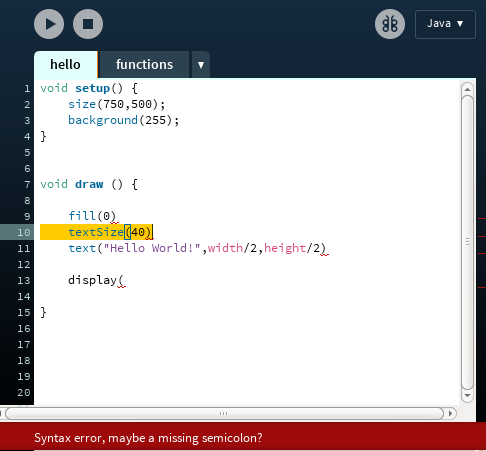 Java ▼
hello functions ▼
1 void setup() {
2 size(750,500);
3 background(255);
4 }
5
6
7 void draw () {
8
9 fill(0)
10 textSize(40)
11 text("Hello World!",width/2,height/2)
12
13 display(
14
15 }
16
17
18
19
20
Syntax error, maybe a missing semicolon?